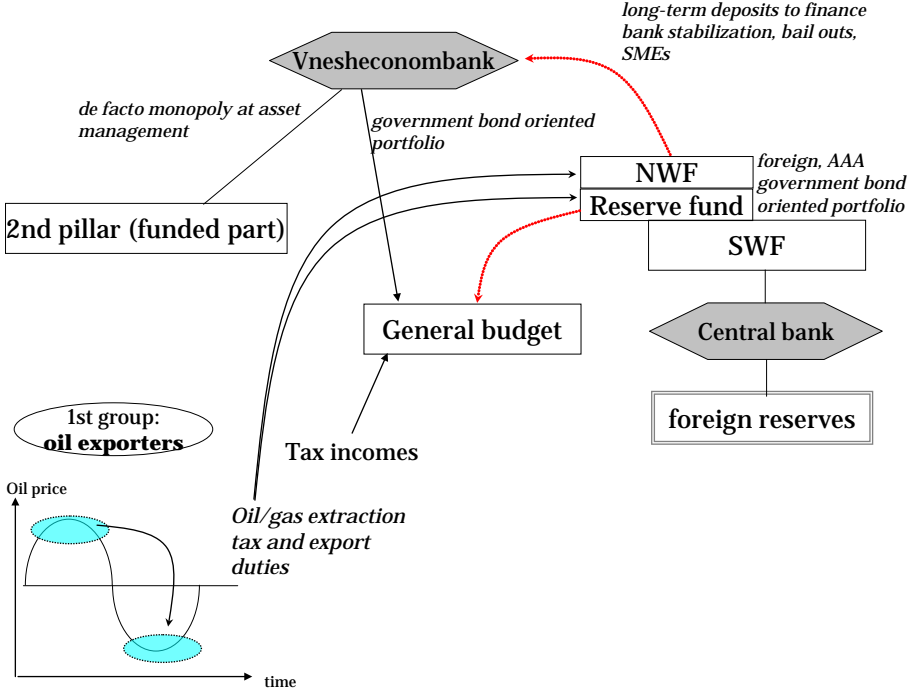 long-term deposits to finance
bank stabilization, bail outs,
SMEs
Vnesheconombank
de facto monopoly at asset
management
government bond oriented
portfolio
NWF
foreign, AAA
government bond
oriented portfolio
Reserve fund
2nd pillar (funded part)
SWF
General budget
Central bank
1st group:
oil exporters
foreign reserves
Tax incomes
Oil price
Oil/gas extraction
tax and export
duties
time